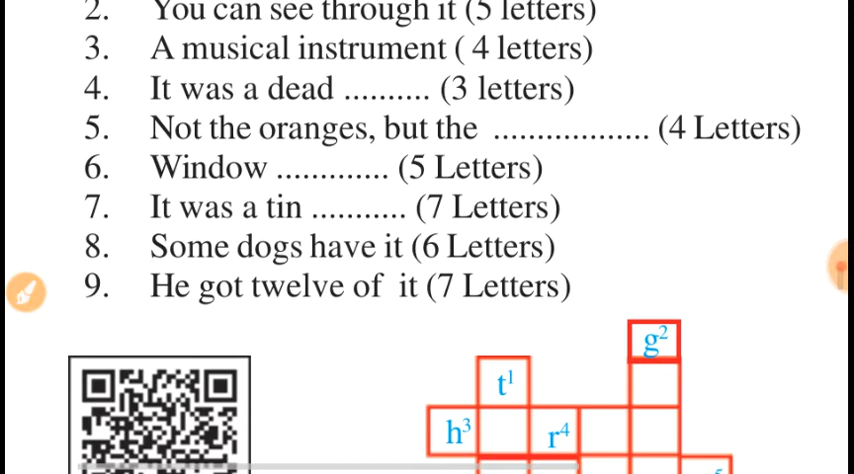 2. You can see through it (5 letters)
3. A musical instrument ( 4 letters)
4. It was a dead .......... (3 letters)
5. Not the oranges, but the .................. (4 Letters)
6. Window ............. (5 Letters)
7. It was a tin ........... (7 Letters)
8. Some dogs have it (6 Letters)
9. He got twelve of it (7 Letters)
g²
t¹
h³ r⁴